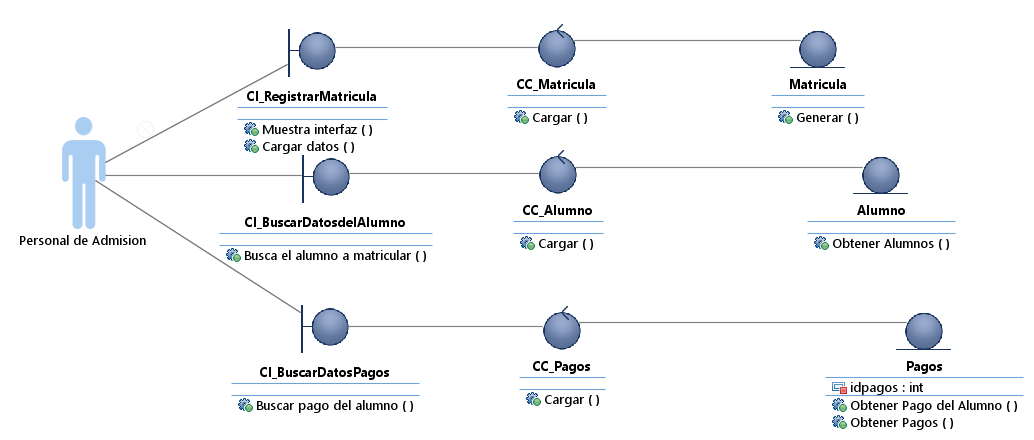 CI_RegistrarMatricula
Muestra interfaz ( )
Cargar datos ( )
CC_Matricula
Cargar ( )
Matricula
Generar ( )
Personal de Admision
CI_BuscarDatosdelAlumno
Busca el alumno a matricular ( )
CC_Alumno
Cargar ( )
Alumno
Obtener Alumnos ( )
CI_BuscarDatosPagos
Buscar pago del alumno ( )
CC_Pagos
Cargar ( )
Pagos
idpagos : int
Obtener Pago del Alumno ( )
Obtener Pagos ( )